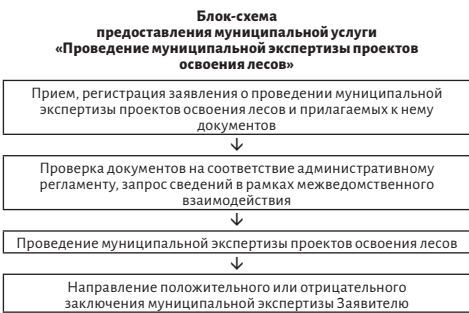 Блок-схема
предоставления муниципальной услуги
«Проведение муниципальной экспертизы проектов
освоения лесов»
Прием, регистрация заявления о проведении муниципальной
экспертизы проектов освоения лесов и прилагаемых к нему
документов
↓
Проверка документов на соответствие административному
регламенту, запрос сведений в рамках межведомственного
взаимодействия
↓
Проведение муниципальной экспертизы проектов освоения лесов
↓
Направление положительного или отрицательного
заключения муниципальной экспертизы Заявителю